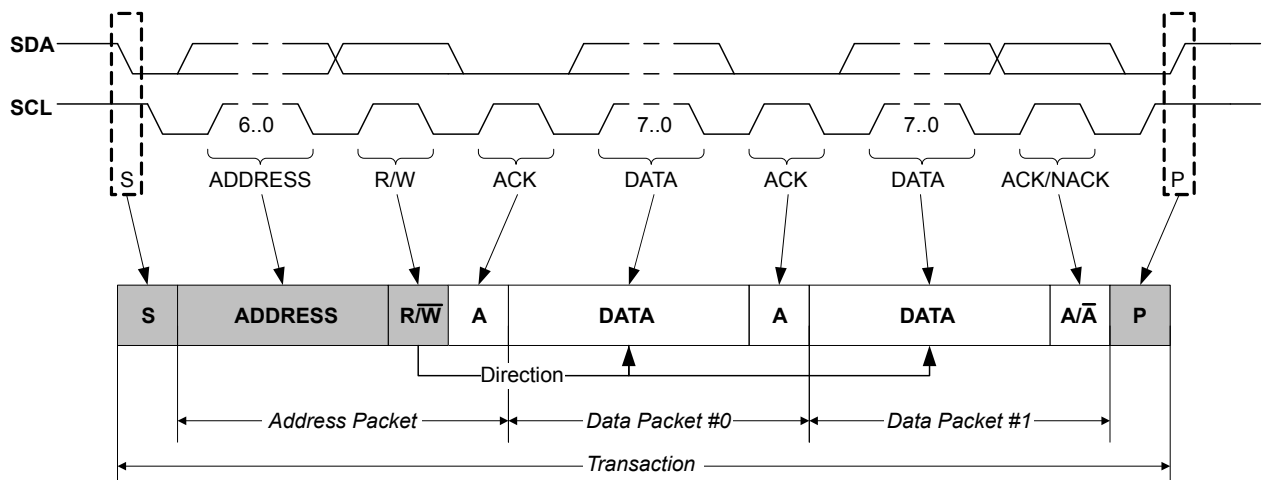 SDA
SCL
6..0 7..0 7..0
S ADDRESS R/W ACK DATA ACK DATA ACK/NACK P
S ADDRESS R/W̅ A DATA A DATA A/A̅ P
Direction
Address Packet Data Packet #0 Data Packet #1
Transaction